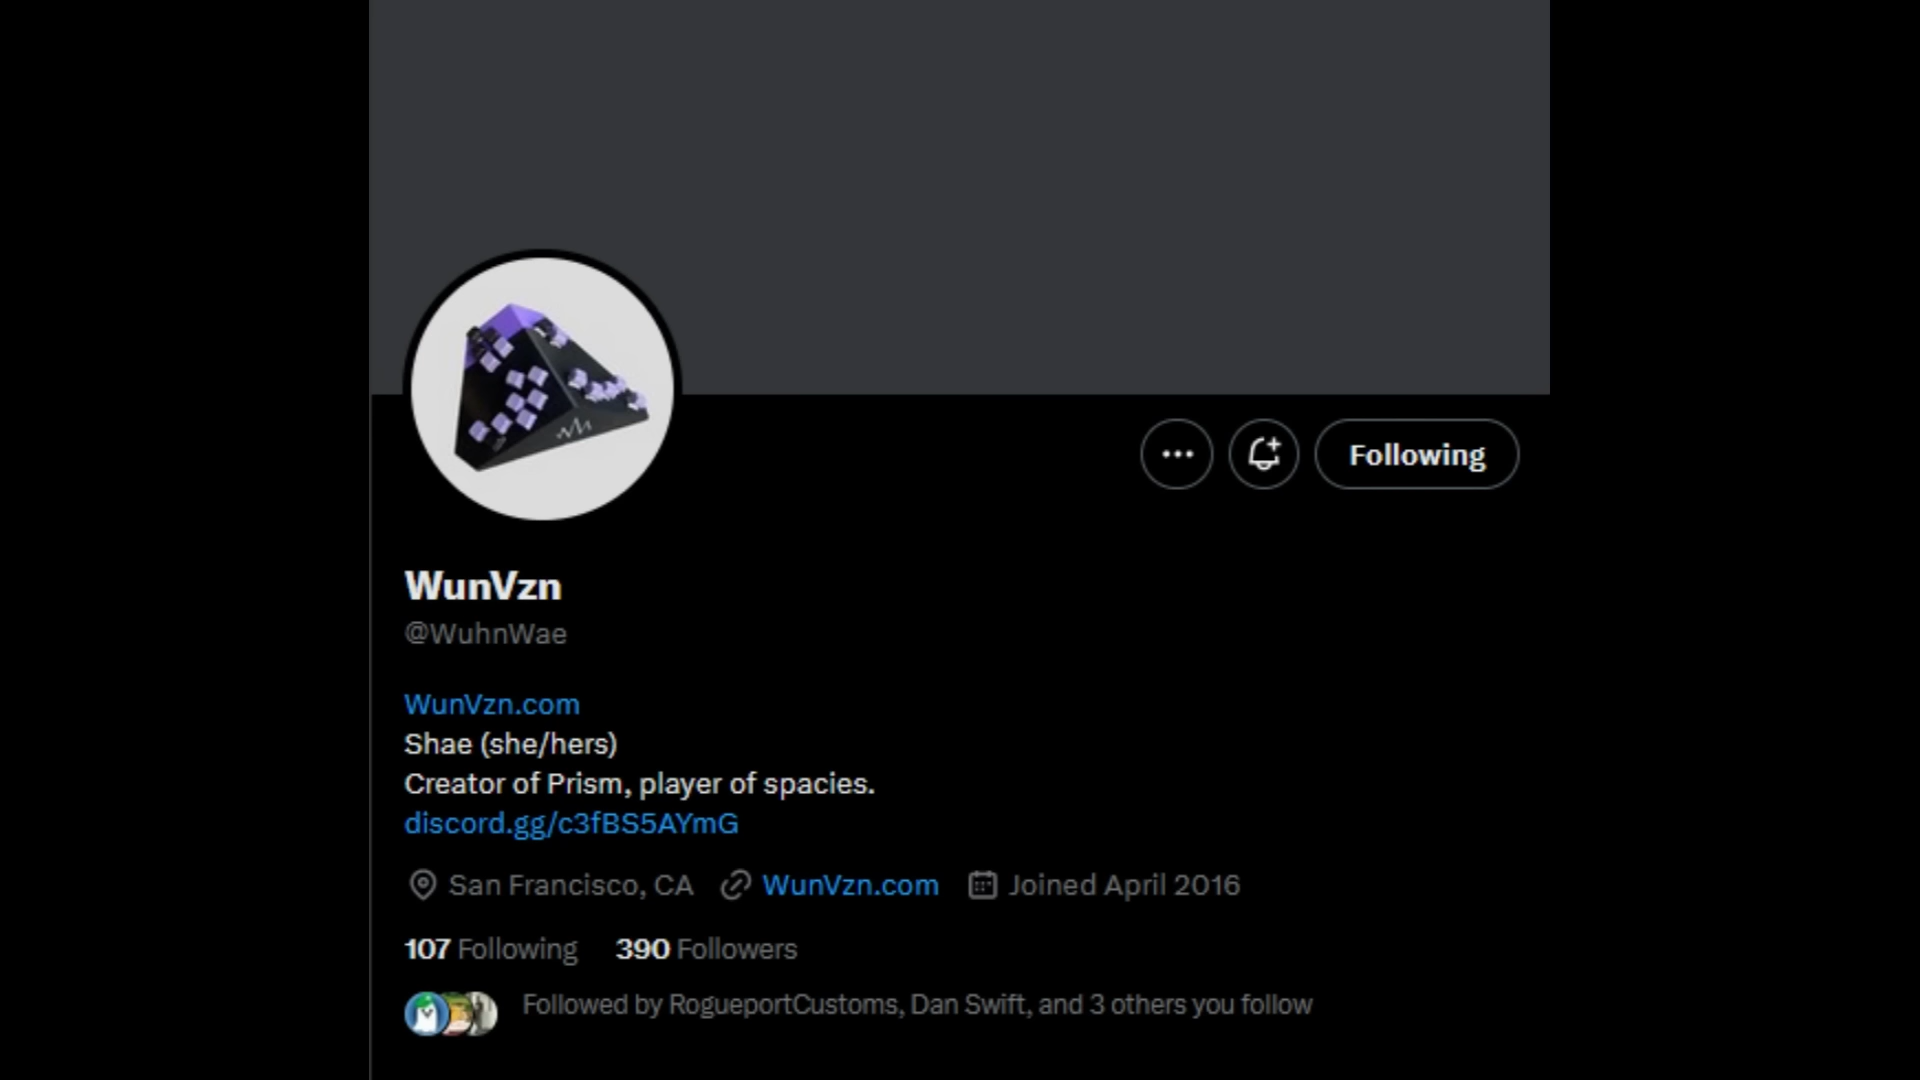 Following
WunVzn
@WuhnWae
WunVzn.com
Shae (she/hers)
Creator of Prism, player of spacies.
discord.gg/c3fBS5AYmG
San Francisco, CA WunVzn.com Joined April 2016
107 Following 390 Followers
Followed by RogueportCustoms, Dan Swift, and 3 others you follow